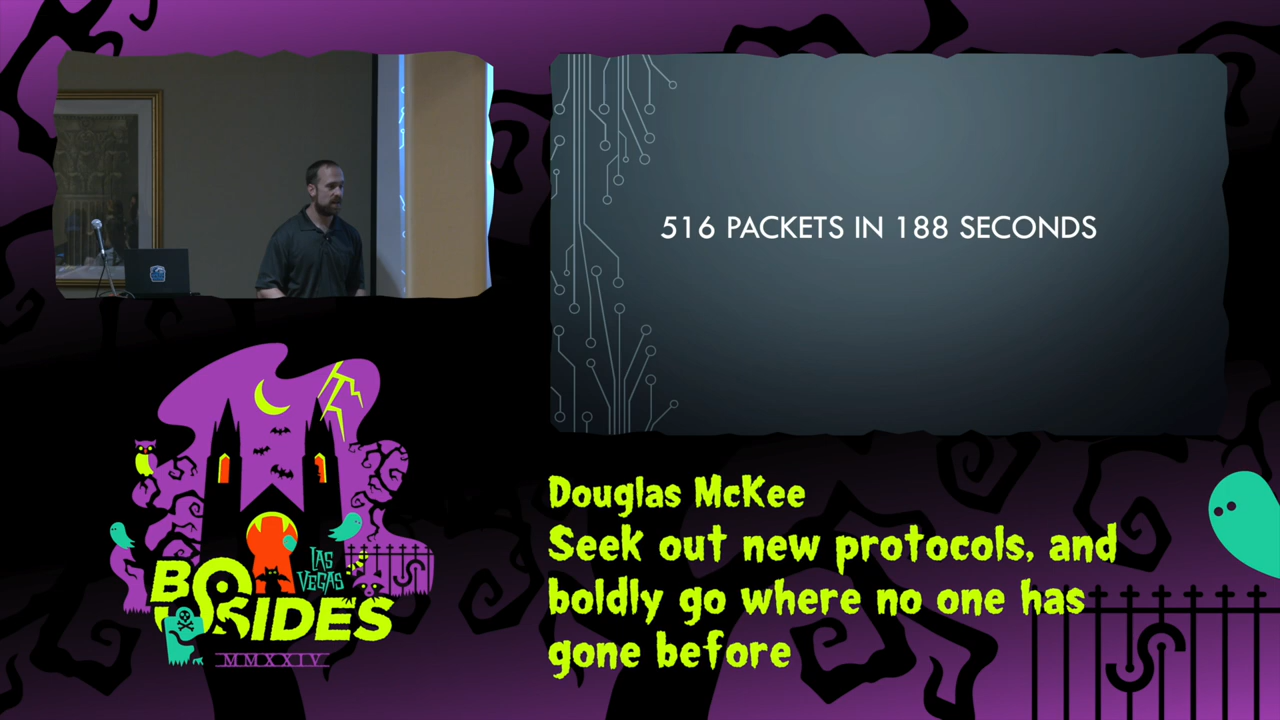 516 PACKETS IN 188 SECONDS
Douglas McKee
Seek out new protocols, and
boldly go where no one has
gone before
BSIDES
LAS
VEGAS
MMXXIV